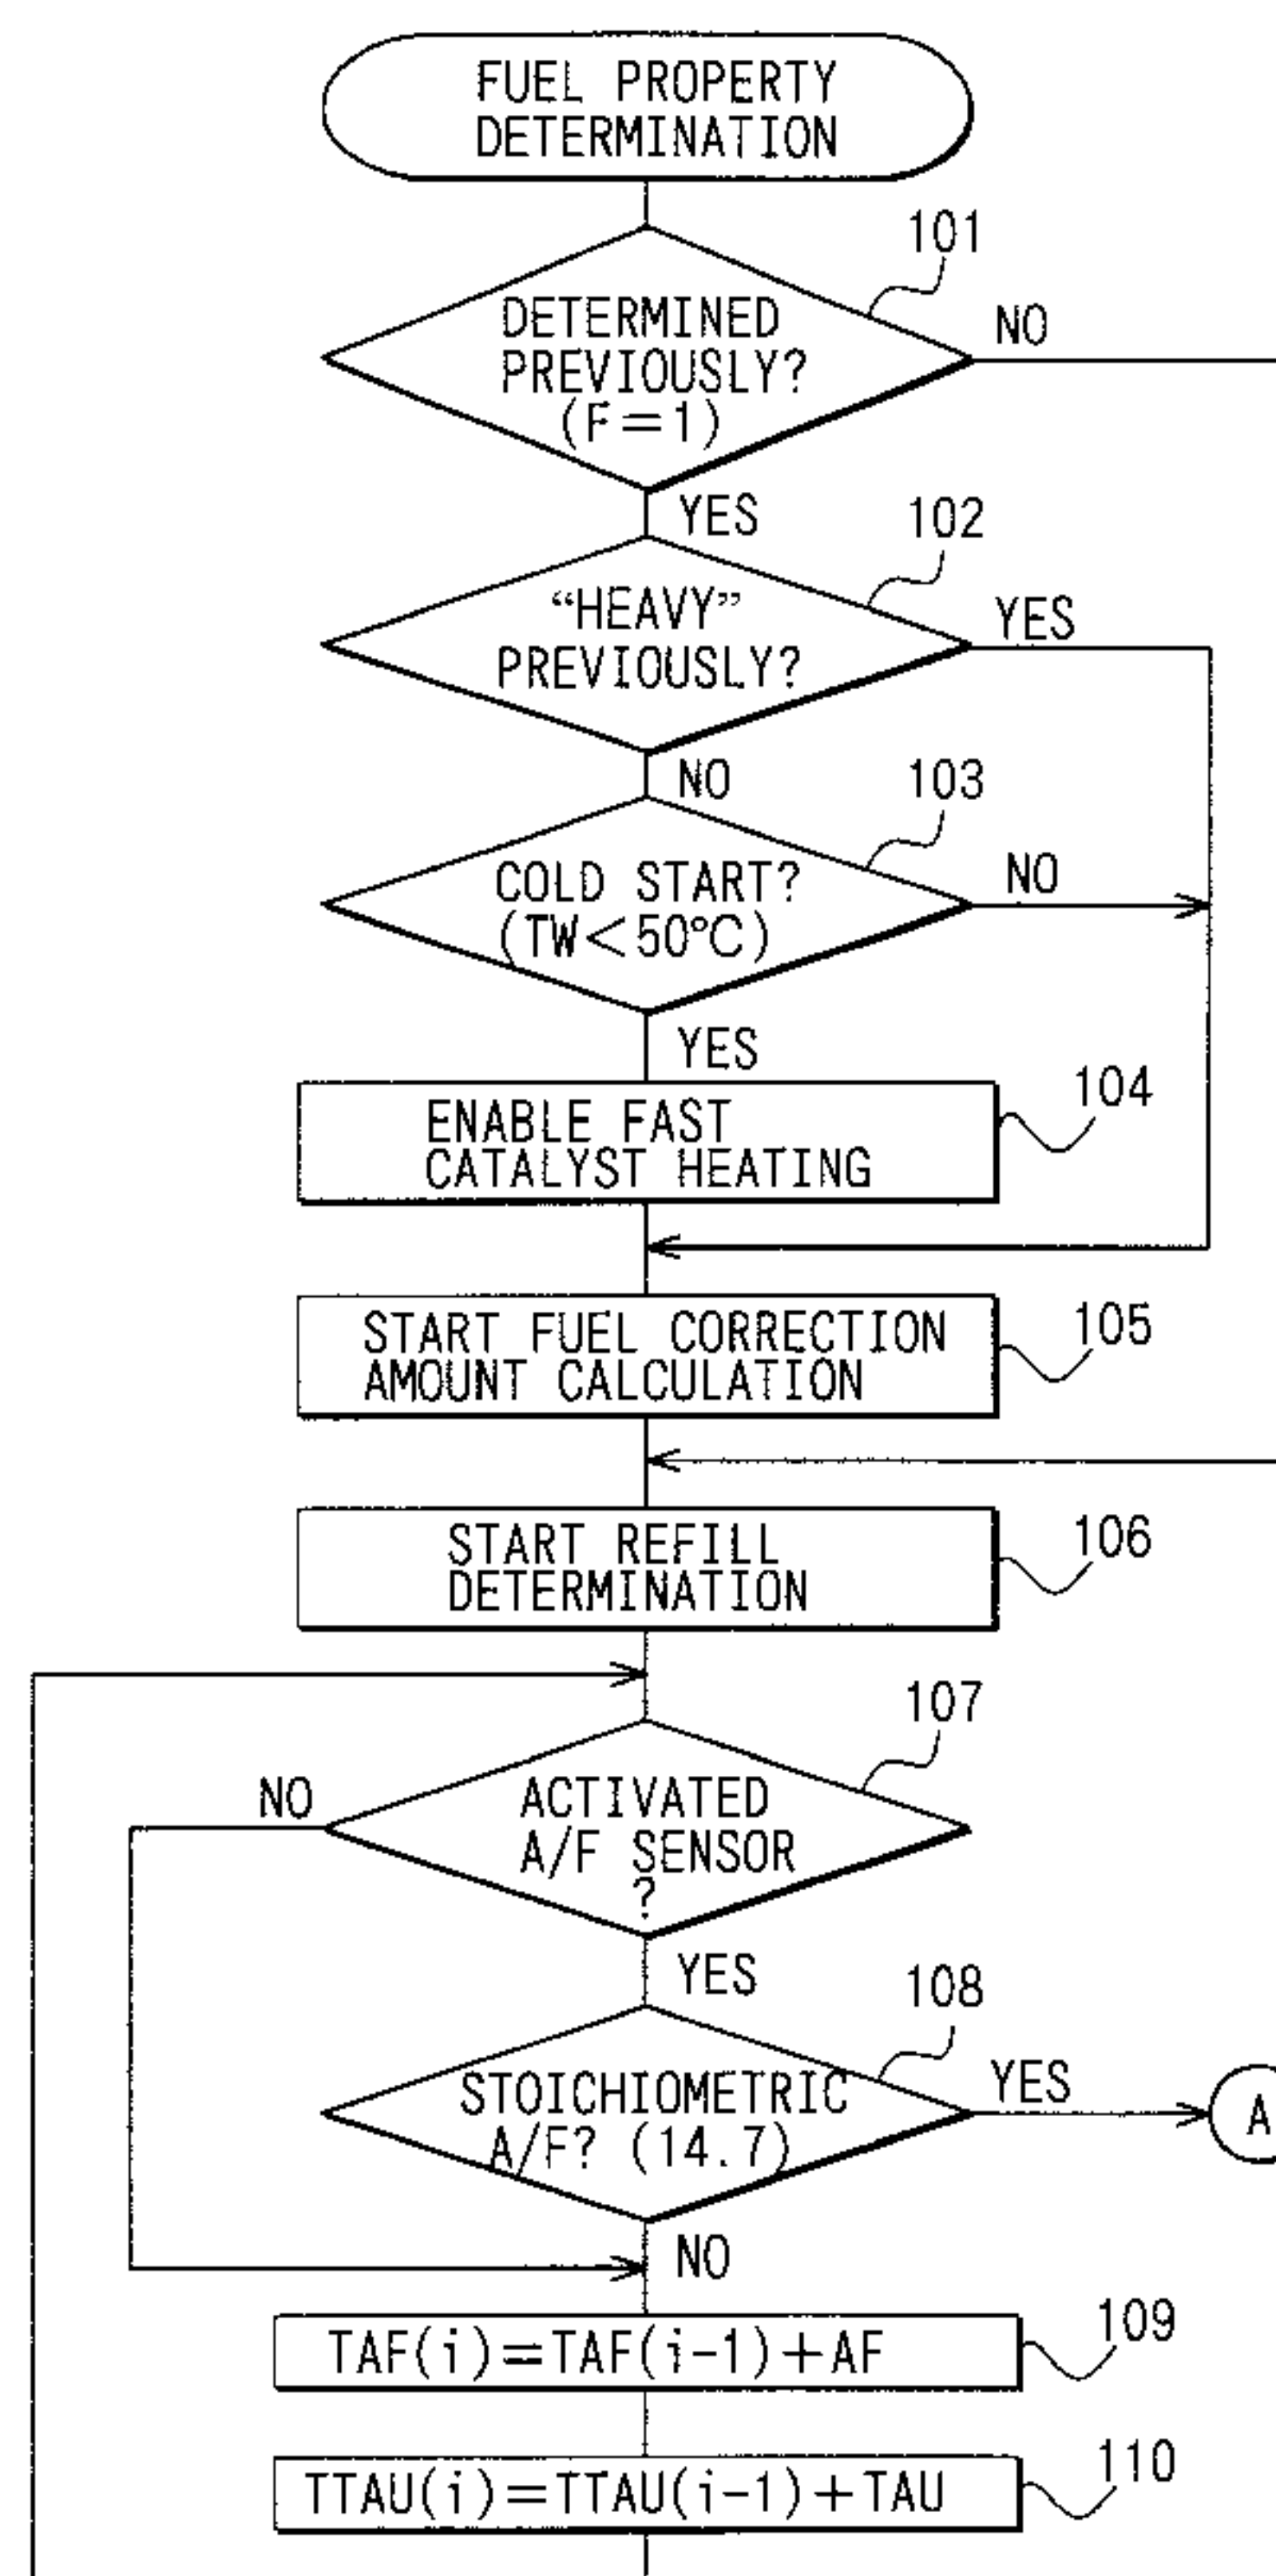 FUEL PROPERTY
DETERMINATION
101
DETERMINED
PREVIOUSLY?
(F=1)
NO
YES
102
“HEAVY”
PREVIOUSLY?
YES
NO
103
COLD START?
(TW<50°C)
NO
YES
104
ENABLE FAST
CATALYST HEATING
105
START FUEL CORRECTION
AMOUNT CALCULATION
106
START REFILL
DETERMINATION
107
NO
ACTIVATED
A/F SENSOR
?
YES
108
STOICHIOMETRIC
A/F? (14.7)
YES
A
NO
109
TAF(i)=TAF(i-1)+AF
110
TTAU(i)=TTAU(i-1)+TAU